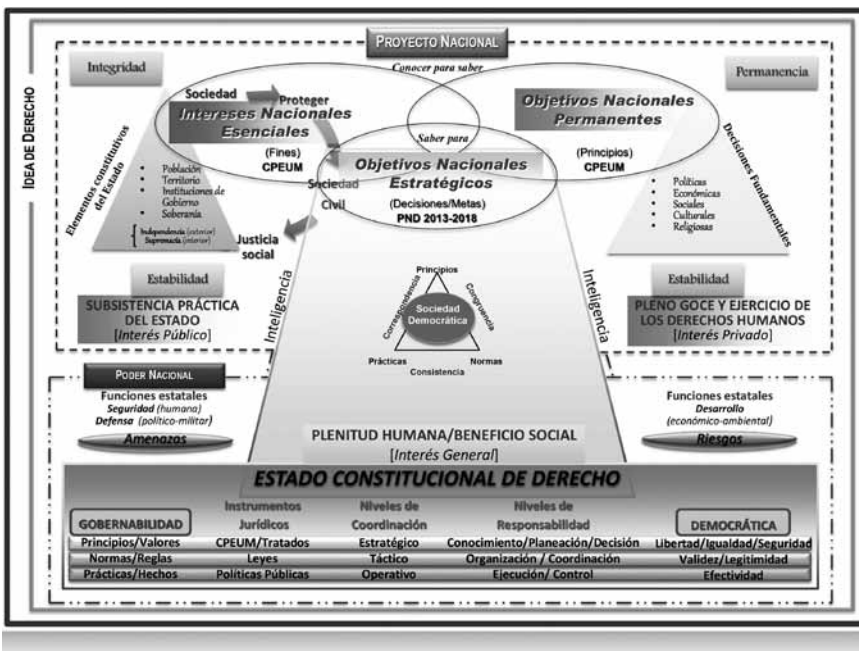 PROYECTO NACIONAL
IDEA DE DERECHO
Integridad
Conocer para saber
Permanencia
Sociedad
Proteger
Intereses Nacionales
Esenciales
(Fines)
CPEUM
Objetivos Nacionales
Permanentes
(Principios)
CPEUM
Saber para
Objetivos Nacionales
Estratégicos
(Decisiones/Metas)
PND 2013-2018
Sociedad
Civil
Justicia
social
Elementos constitutivos
del Estado
• Población
• Territorio
• Instituciones de
Gobierno
• Soberanía
Independencia (exterior)
Supremacía (interior)
Decisiones Fundamentales
• Políticas
• Económicas
• Sociales
• Culturales
• Religiosas
Estabilidad
SUBSISTENCIA PRÁCTICA
DEL ESTADO
[Interés Público]
Inteligencia
Principios
Correspondencia
Congruencia
Sociedad
Democrática
Prácticas
Normas
Consistencia
Inteligencia
Estabilidad
PLENO GOCE Y EJERCICIO DE
LOS DERECHOS HUMANOS
[Interés Privado]
PODER NACIONAL
Funciones estatales
Seguridad (humana)
Defensa (político-militar)
Amenazas
PLENITUD HUMANA/BENEFICIO SOCIAL
[Interés General]
Funciones estatales
Desarrollo
(económico-ambiental)
Riesgos
ESTADO CONSTITUCIONAL DE DERECHO
GOBERNABILIDAD
Instrumentos
Jurídicos
Niveles de
Coordinación
Niveles de
Responsabilidad
DEMOCRÁTICA
Principios/Valores CPEUM/Tratados Estratégico Conocimiento/Planeación/Decisión Libertad/Igualdad/Seguridad
Normas/Reglas Leyes Táctico Organización / Coordinación Validez/Legitimidad
Prácticas/Hechos Políticas Públicas Operativo Ejecución/ Control Efectividad